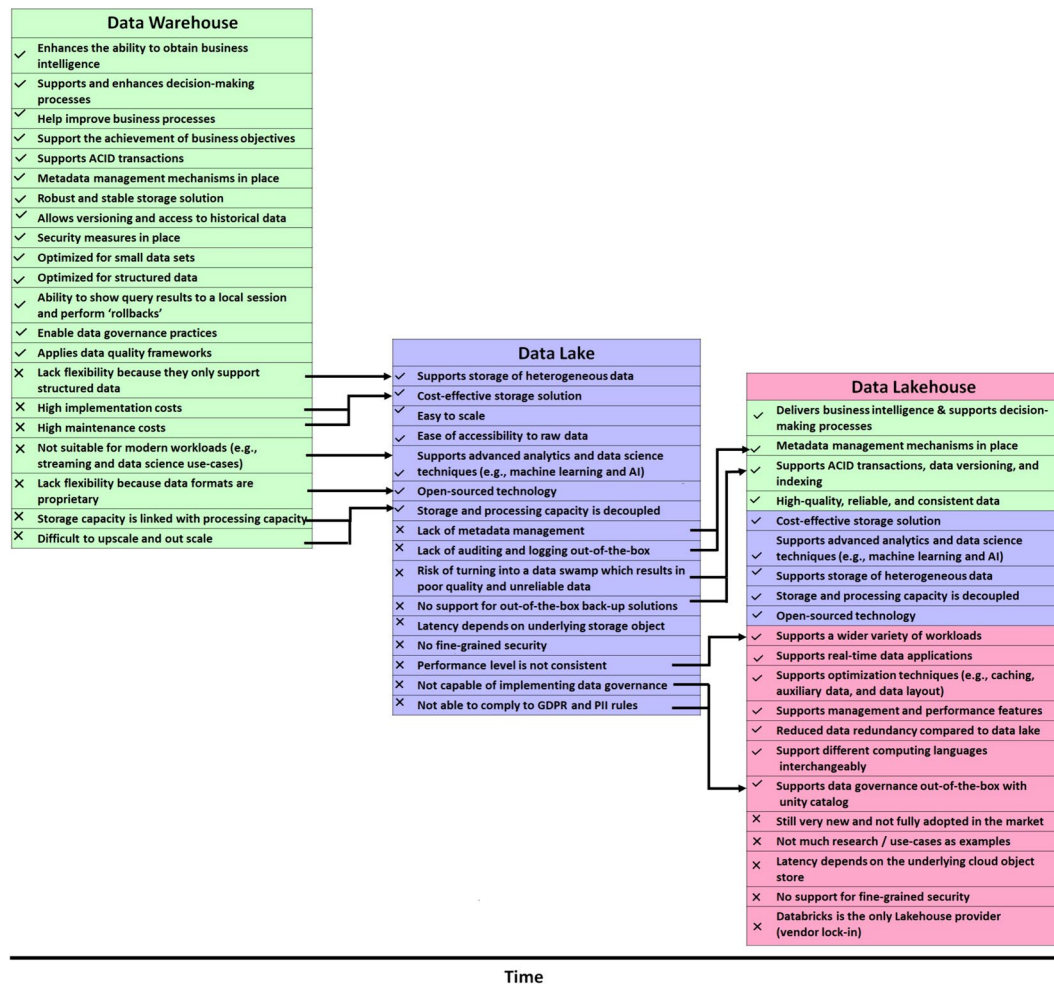 Data Warehouse
✓ Enhances the ability to obtain business
intelligence
✓ Supports and enhances decision-making
processes
✓ Help improve business processes
✓ Support the achievement of business objectives
✓ Supports ACID transactions
✓ Metadata management mechanisms in place
✓ Robust and stable storage solution
✓ Allows versioning and access to historical data
✓ Security measures in place
✓ Optimized for small data sets
✓ Optimized for structured data
✓ Ability to show query results to a local session
and perform ‘rollbacks’
✓ Enable data governance practices
✓ Applies data quality frameworks
✕ Lack flexibility because they only support
structured data
✕ High implementation costs
✕ High maintenance costs
✕ Not suitable for modern workloads (e.g.,
streaming and data science use-cases)
✕ Lack flexibility because data formats are
proprietary
✕ Storage capacity is linked with processing capacity
✕ Difficult to upscale and out scale
Data Lake
✓ Supports storage of heterogeneous data
✓ Cost-effective storage solution
✓ Easy to scale
✓ Ease of accessibility to raw data
Supports advanced analytics and data science
✓ techniques (e.g., machine learning and AI)
✓ Open-sourced technology
✓ Storage and processing capacity is decoupled
✕ Lack of metadata management
✕ Lack of auditing and logging out-of-the-box
✕ Risk of turning into a data swamp which results in
poor quality and unreliable data
✕ No support for out-of-the-box back-up solutions
✕ Latency depends on underlying storage object
✕ No fine-grained security
✕ Performance level is not consistent
✕ Not capable of implementing data governance
✕ Not able to comply to GDPR and PII rules
Data Lakehouse
✓ Delivers business intelligence & supports decision-
making processes
✓ Metadata management mechanisms in place
✓ Supports ACID transactions, data versioning, and
indexing
✓ High-quality, reliable, and consistent data
✓ Cost-effective storage solution
Supports advanced analytics and data science
✓ techniques (e.g., machine learning and AI)
✓ Supports storage of heterogeneous data
✓ Storage and processing capacity is decoupled
✓ Open-sourced technology
✓ Supports a wider variety of workloads
✓ Supports real-time data applications
✓ Supports optimization techniques (e.g., caching,
auxiliary data, and data layout)
✓ Supports management and performance features
✓ Reduced data redundancy compared to data lake
✓ Support different computing languages
interchangeably
✓ Supports data governance out-of-the-box with
unity catalog
✕ Still very new and not fully adopted in the market
✕ Not much research / use-cases as examples
✕ Latency depends on the underlying cloud object
store
✕ No support for fine-grained security
✕ Databricks is the only Lakehouse provider
(vendor lock-in)
Time